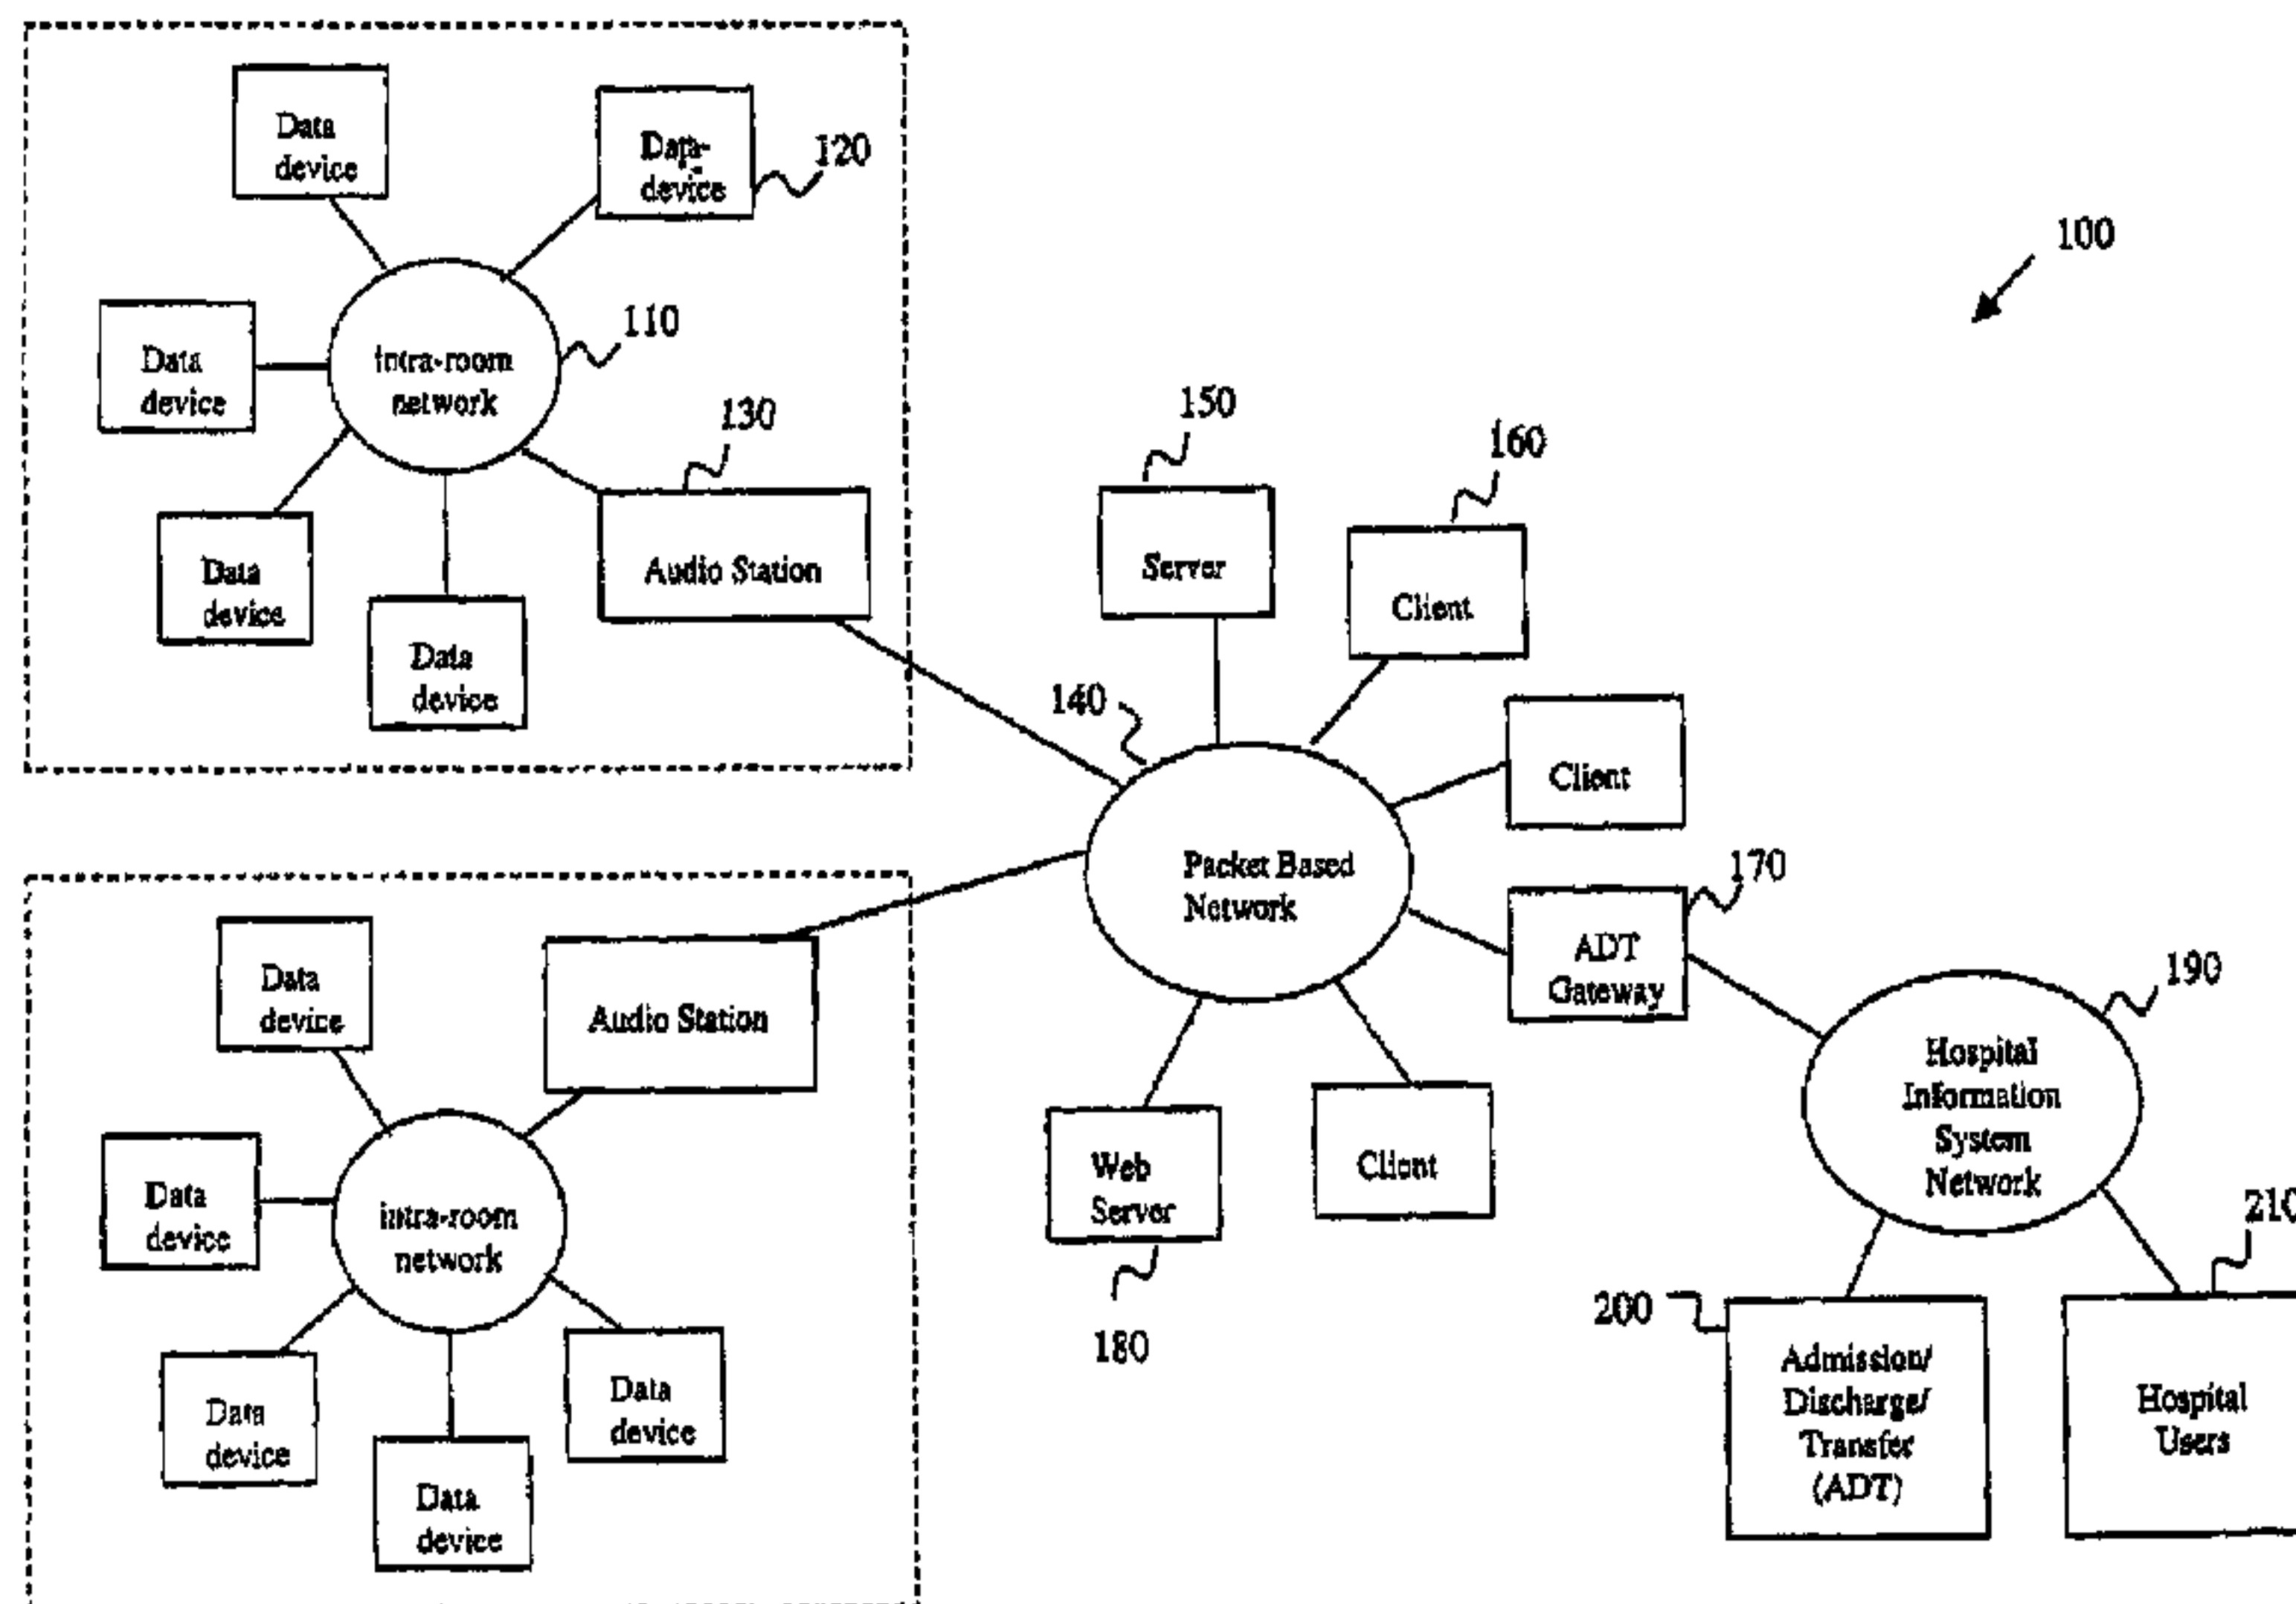 Data
device
Data-
device
120
100
110
Data
device
intra-room
network
130
150
160
Data
device
Audio Station
Server
Client
Data
device
140
Client
Packet Based
Network
170
ADT
Gateway
190
Data
device
Audio Station
Hospital
Information
System
Network
Data
device
intra-room
network
Web
Server
Client
210
180
200
Data
device
Data
device
Data
device
Admission/
Discharge/
Transfer
(ADT)
Hospital
Users